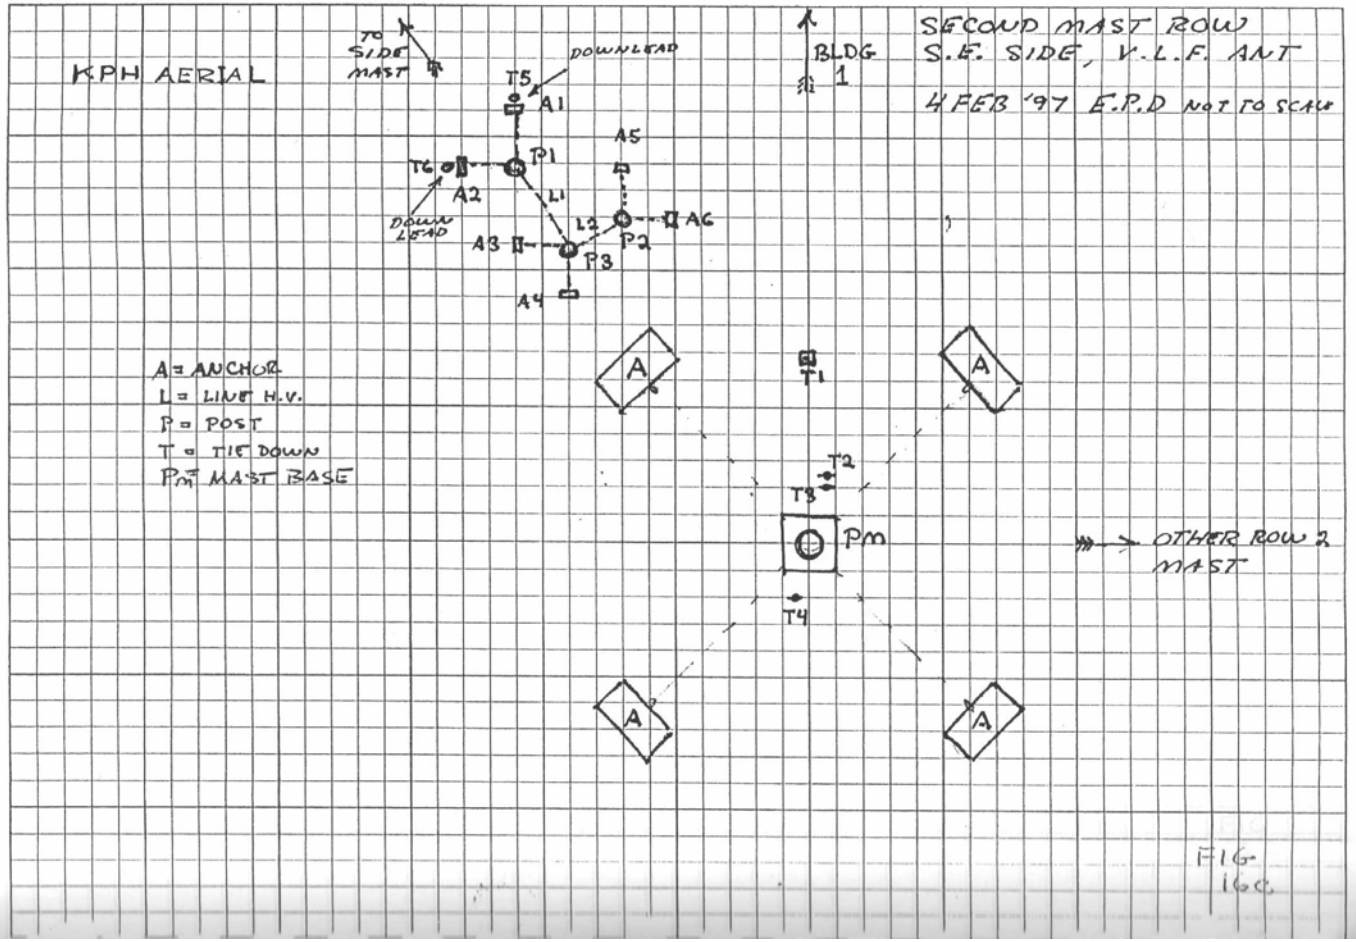 KPH AERIAL
TO
SIDE
MAST
DOWNLEAD
BLDG
1
SECOND MAST ROW
S.E. SIDE, V.L.F. ANT
4 FEB '97 E.P.D NOT TO SCALE
T5
A1
A5
P1
T6
A2
L1
DOWN
LEAD
L2
A6
P2
A3
P3
A4
A = ANCHOR
L = LINE H.V.
P = POST
T = TIE DOWN
Pm = MAST BASE
A
A
T1
T2
T3
Pm
OTHER ROW 2
MAST
T4
A
A
FIG